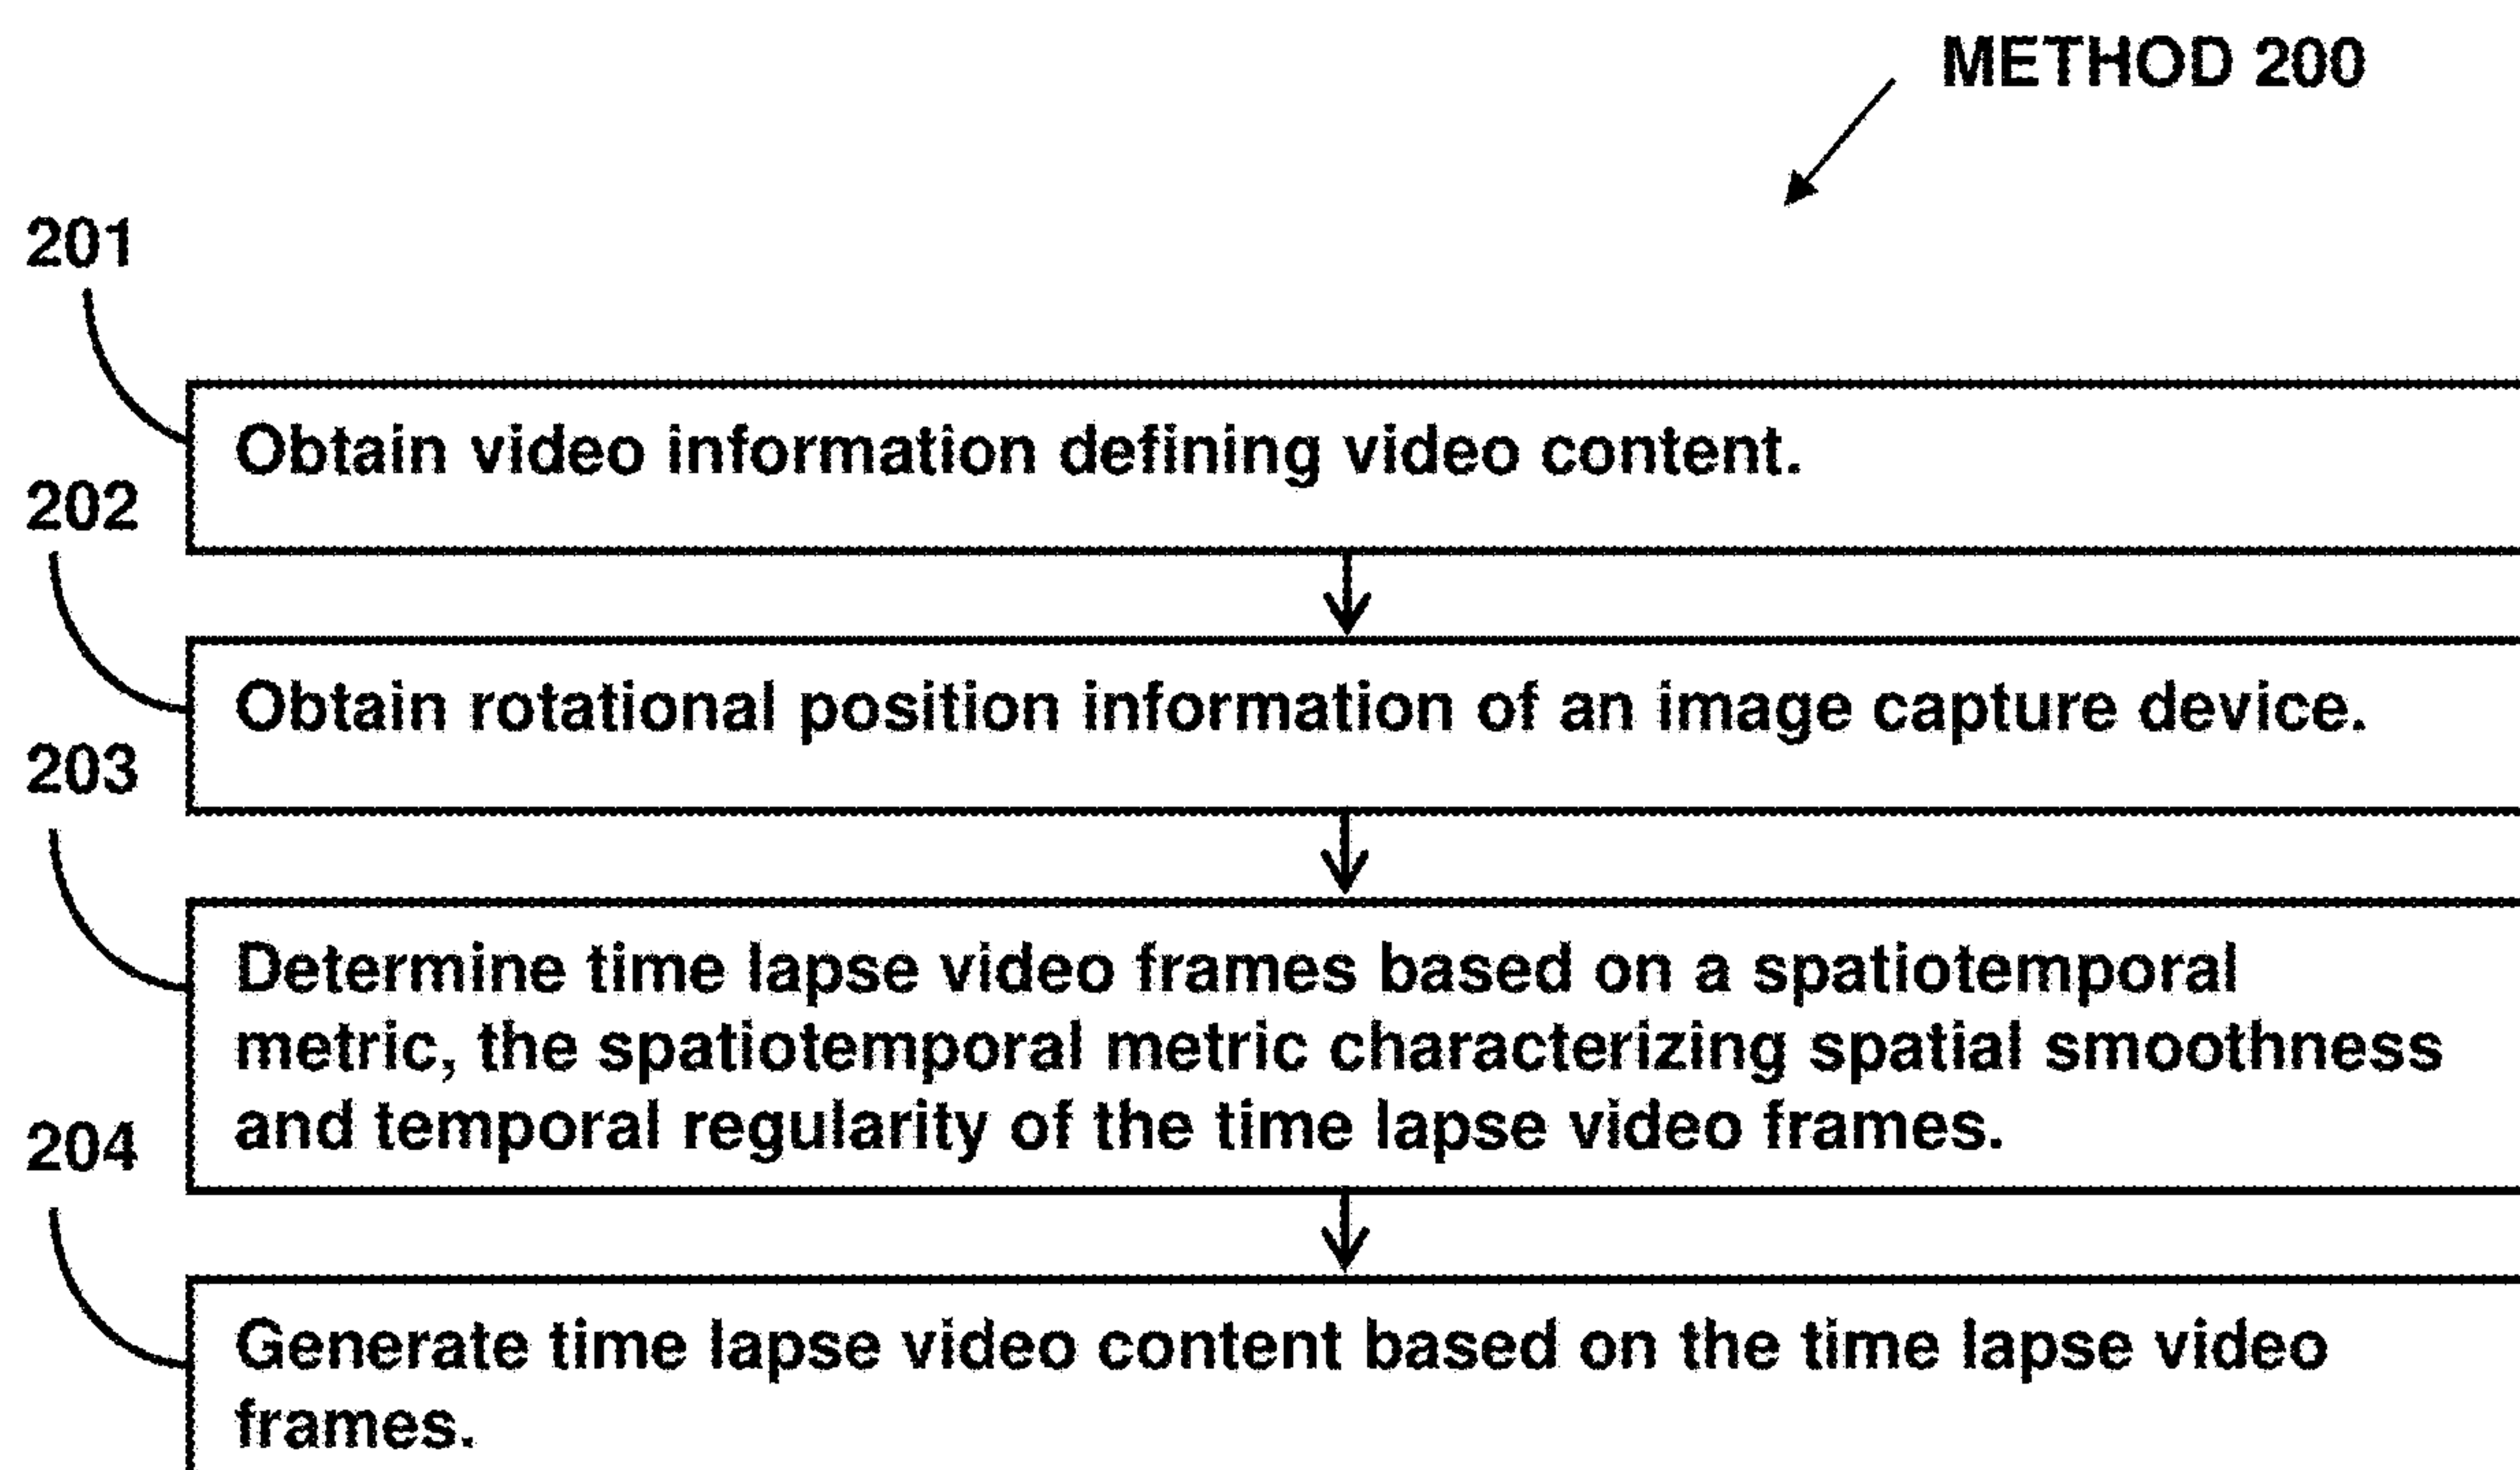 METHOD 200
201
Obtain video information defining video content.
202
Obtain rotational position information of an image capture device.
203
Determine time lapse video frames based on a spatiotemporal
metric, the spatiotemporal metric characterizing spatial smoothness
and temporal regularity of the time lapse video frames.
204
Generate time lapse video content based on the time lapse video
frames.